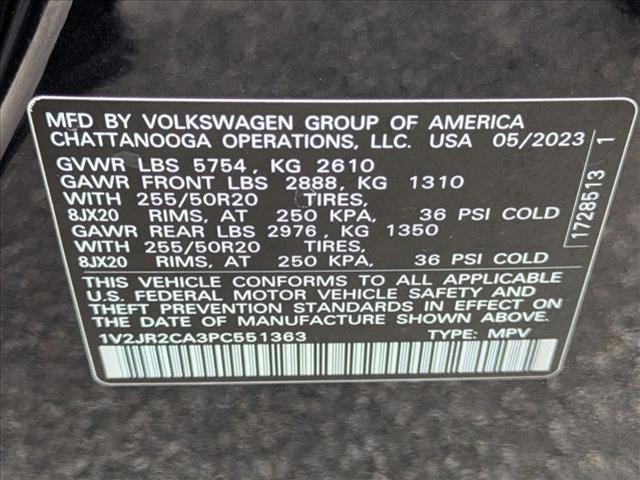 MFD BY VOLKSWAGEN GROUP OF AMERICA
CHATTANOOGA OPERATIONS, LLC. USA 05/2023
GVWR LBS 5754, KG 2610
GAWR FRONT LBS 2888, KG 1310
WITH 255/50R20 TIRES,
8JX20 RIMS, AT 250 KPA, 36 PSI COLD
GAWR REAR LBS 2976, KG 1350
WITH 255/50R20 TIRES,
8JX20 RIMS, AT 250 KPA, 36 PSI COLD
THIS VEHICLE CONFORMS TO ALL APPLICABLE
U.S. FEDERAL MOTOR VEHICLE SAFETY AND
THEFT PREVENTION STANDARDS IN EFFECT ON
THE DATE OF MANUFACTURE SHOWN ABOVE.
1V2JR2CA3PC551363 TYPE: MPV
1728513 1